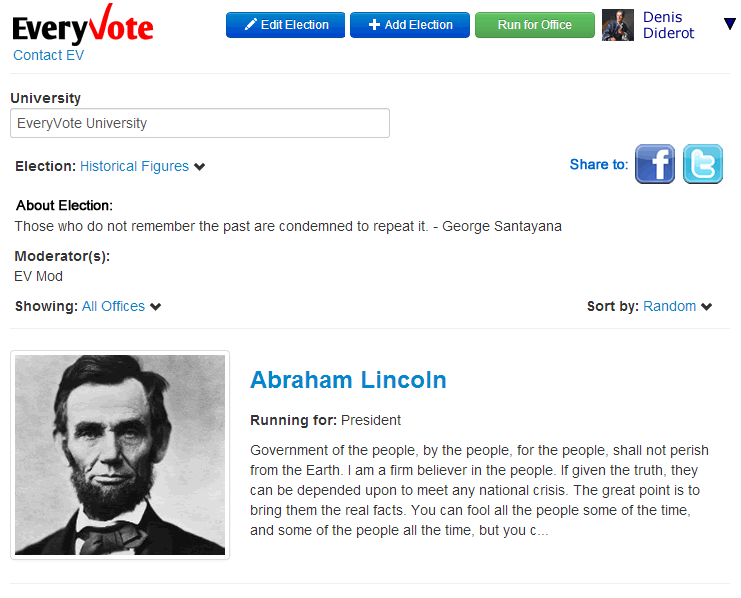 EveryVote
Edit Election
Add Election
Run for Office
Denis
Diderot
Contact EV
University
EveryVote University
Election: Historical Figures
Share to:
f
t
About Election:
Those who do not remember the past are condemned to repeat it. - George Santayana
Moderator(s):
EV Mod
Showing: All Offices
Sort by: Random
Abraham Lincoln
Running for: President
Government of the people, by the people, for the people, shall not perish
from the Earth. I am a firm believer in the people. If given the truth, they
can be depended upon to meet any national crisis. The great point is to
bring them the real facts. You can fool all the people some of the time,
and some of the people all the time, but you c...